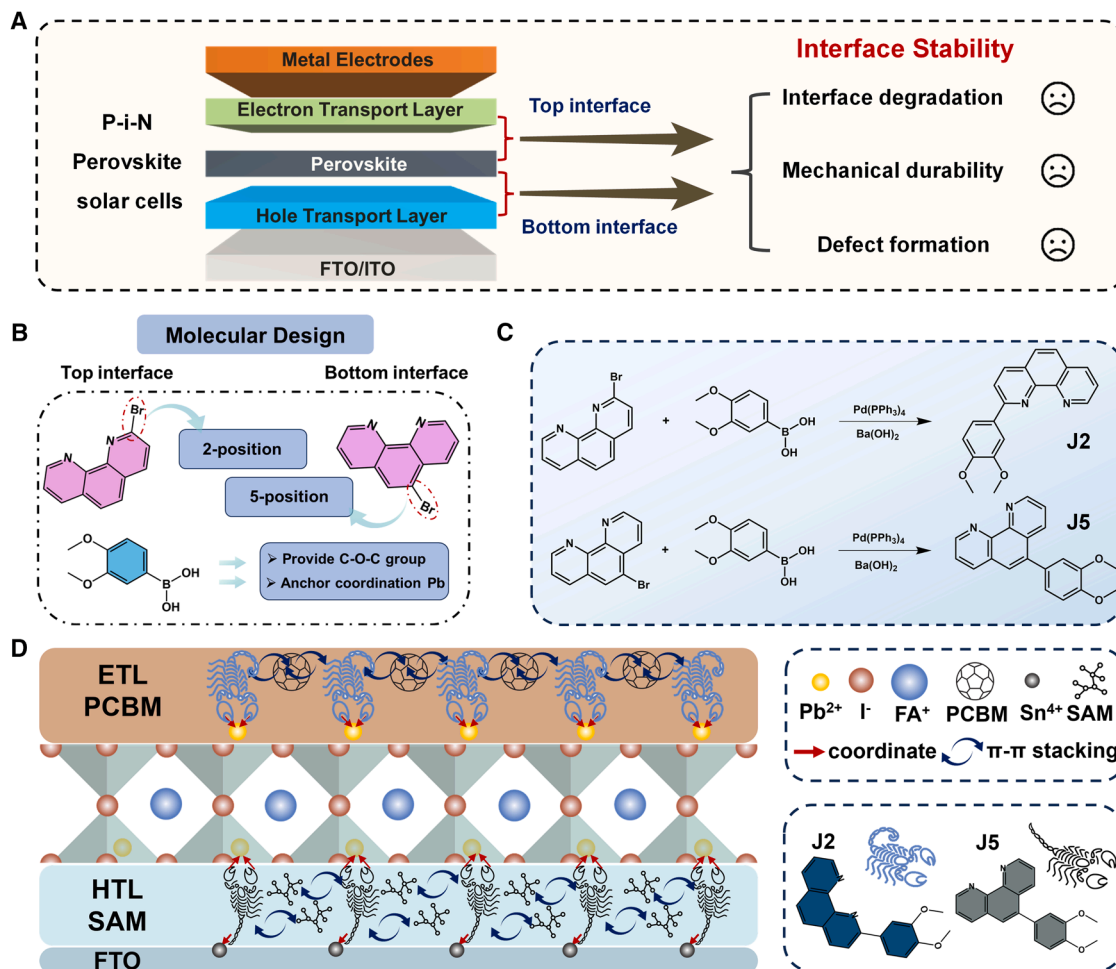 A
P-i-N
Perovskite
solar cells
Metal Electrodes
Electron Transport Layer
Perovskite
Hole Transport Layer
FTO/ITO
Top interface
Bottom interface
Interface Stability
Interface degradation
Mechanical durability
Defect formation
B
Molecular Design
Top interface
Bottom interface
Br
N
N
2-position
N
N
5-position
Br
O
O
B
OH
OH
➢ Provide C-O-C group
➢ Anchor coordination Pb
C
Br
N
N
+
O
O
B
OH
OH
Pd(PPh₃)₄
Ba(OH)₂
N
N
O
O
J2
N
N
Br
+
O
O
B
OH
OH
Pd(PPh₃)₄
Ba(OH)₂
J5
N
N
O
O
D
ETL
PCBM
HTL
SAM
FTO
Pb²⁺ I⁻ FA⁺ PCBM Sn⁴⁺ SAM
coordinate π-π stacking
J2
N
N
O
O
J5
N
N
O
O